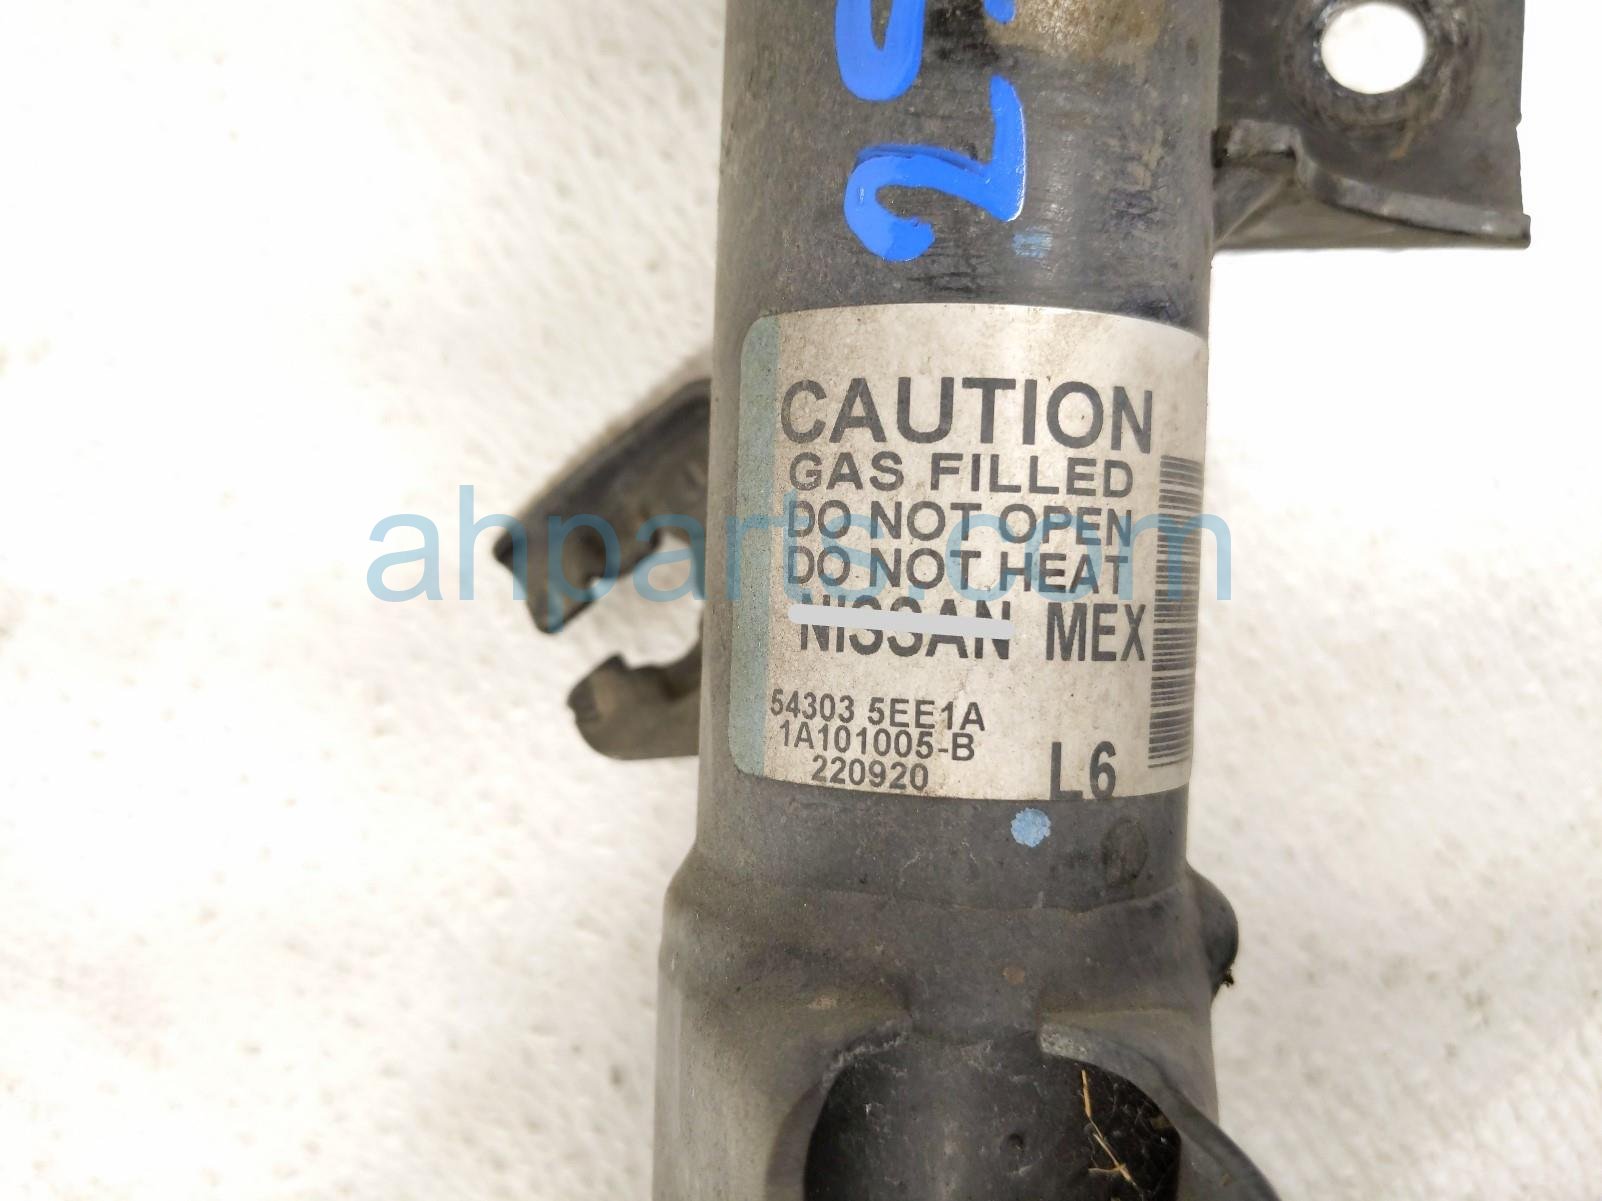 CAUTION
GAS FILLED
DO NOT OPEN
DO NOT HEAT
NISSAN MEX
54303 5EE1A
1A101005-B
220920 L6
ahparts.com